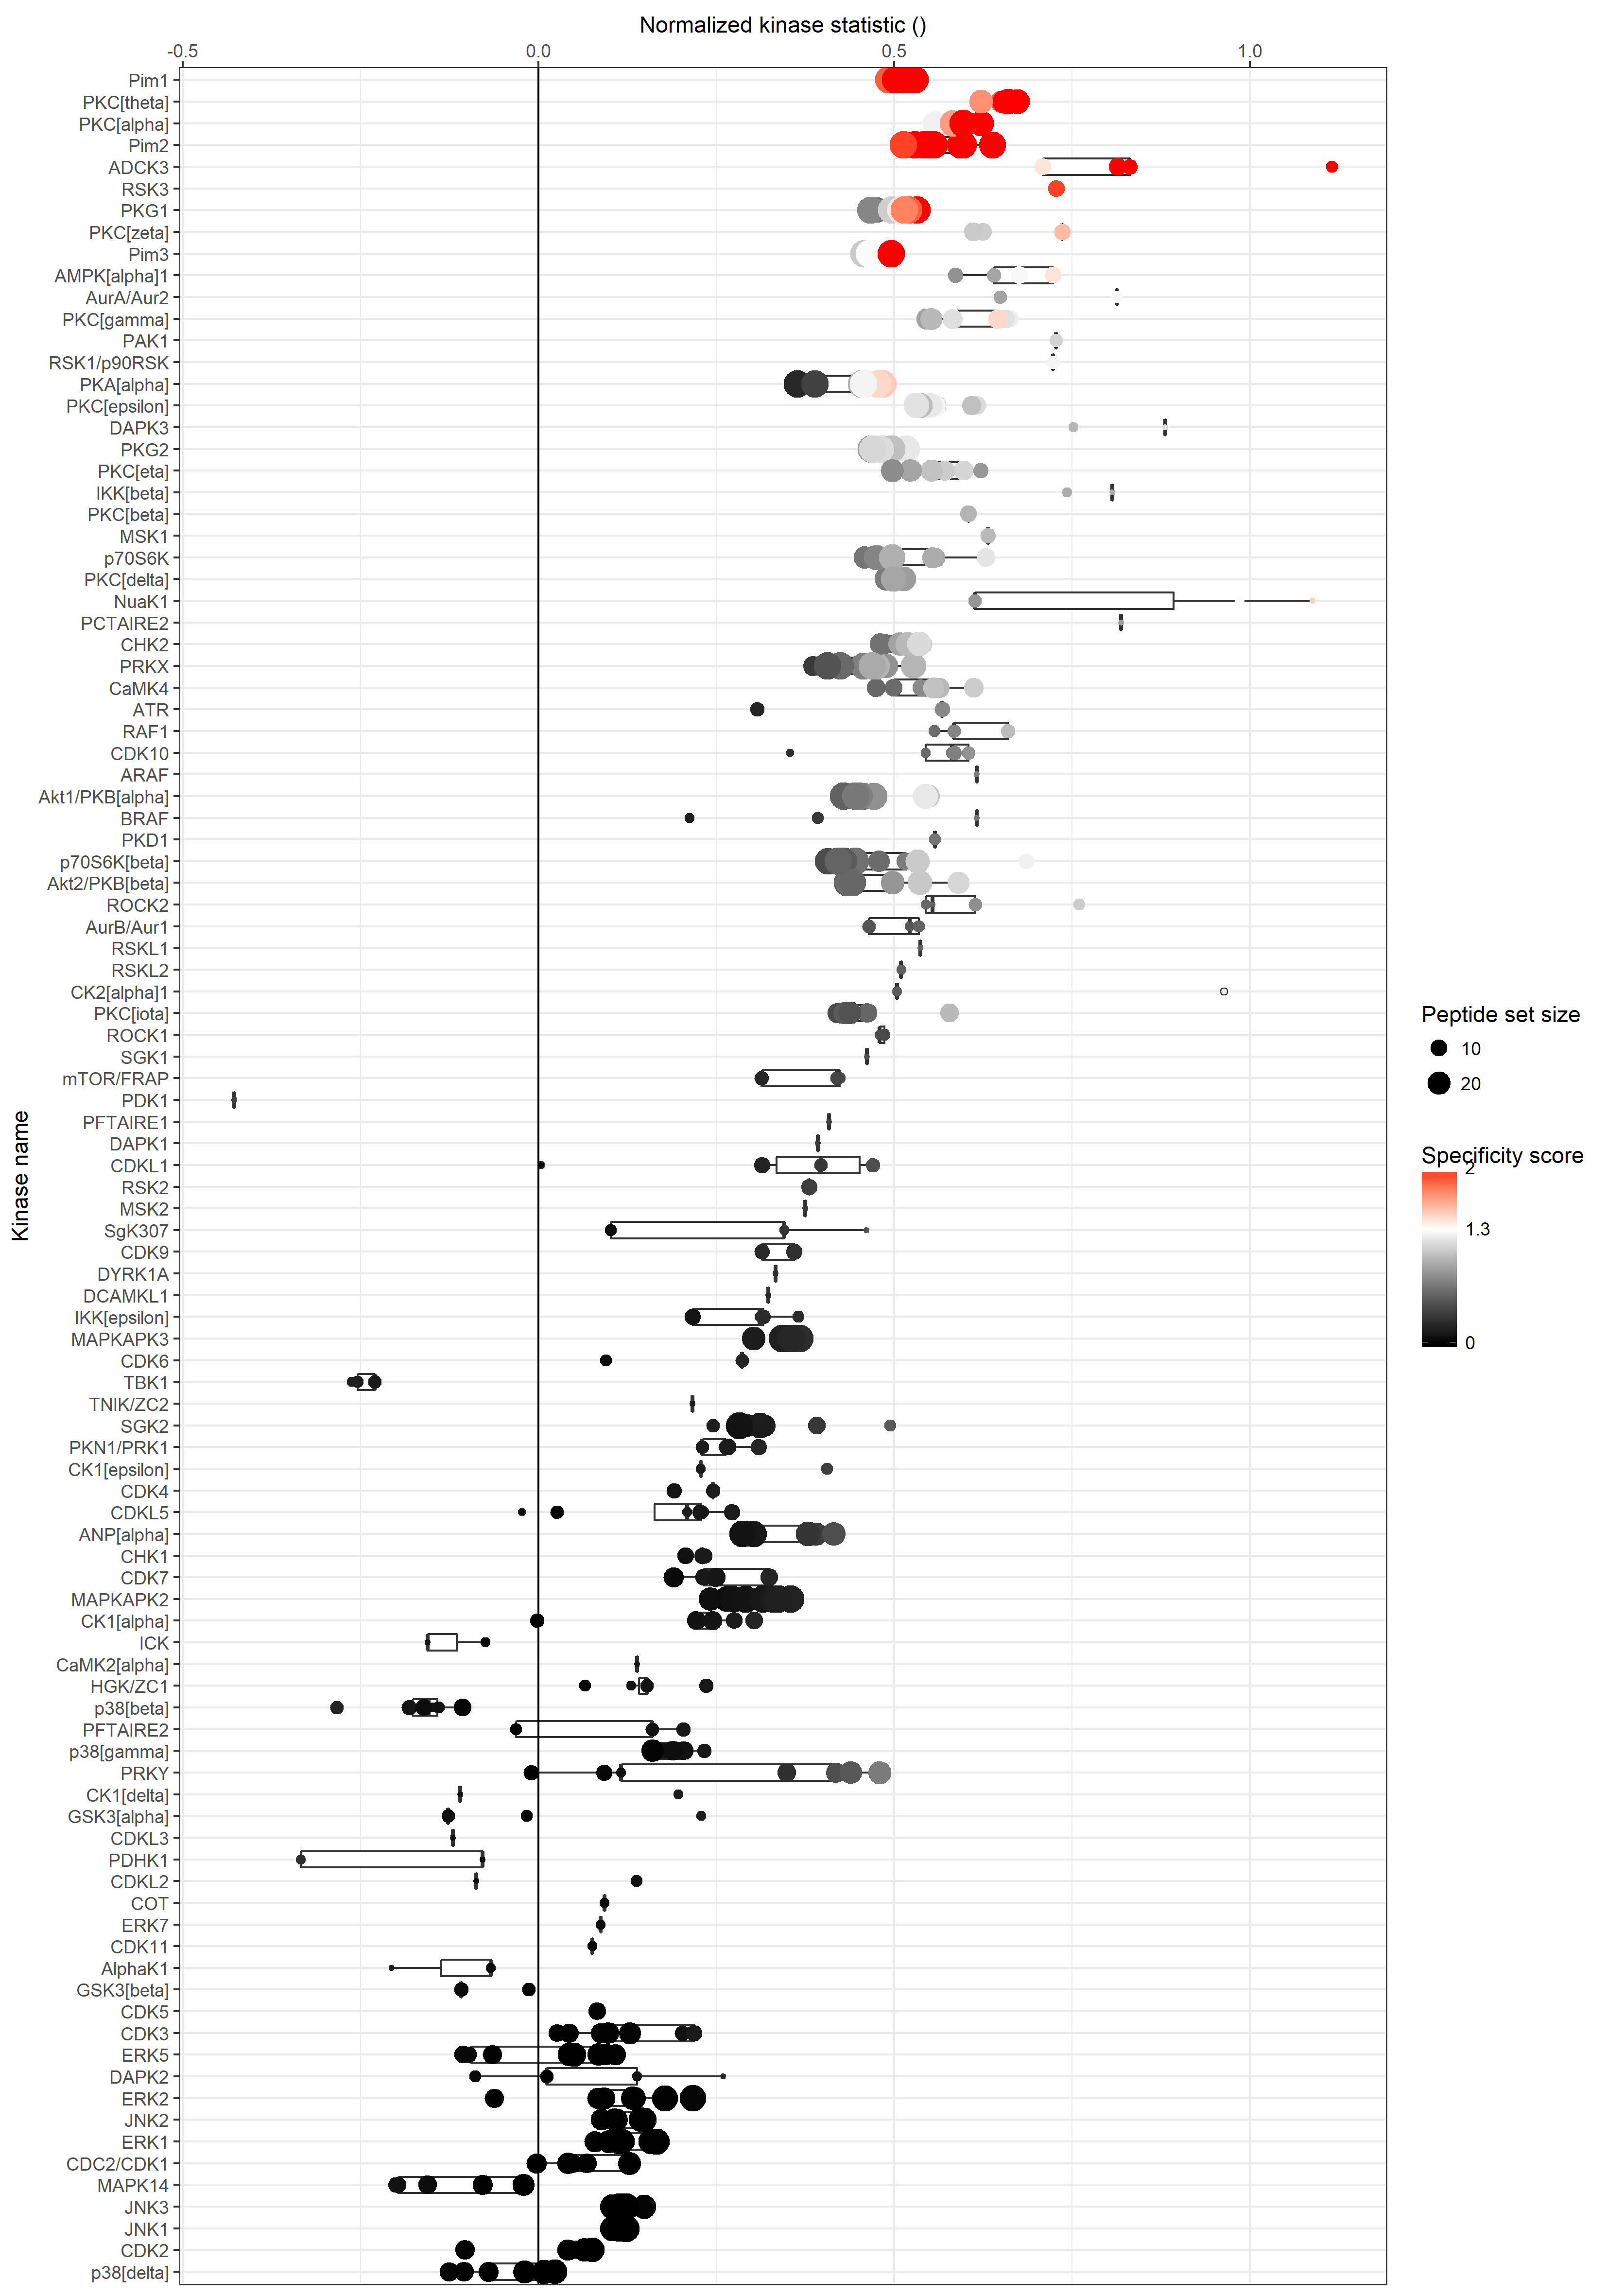 Normalized kinase statistic ()
-0.5 0.0 0.5 1.0
Kinase name
Pim1
PKC[theta]
PKC[alpha]
Pim2
ADCK3
RSK3
PKG1
PKC[zeta]
Pim3
AMPK[alpha]1
AurA/Aur2
PKC[gamma]
PAK1
RSK1/p90RSK
PKA[alpha]
PKC[epsilon]
DAPK3
PKG2
PKC[eta]
IKK[beta]
PKC[beta]
MSK1
p70S6K
PKC[delta]
NuaK1
PCTAIRE2
CHK2
PRKX
CaMK4
ATR
RAF1
CDK10
ARAF
Akt1/PKB[alpha]
BRAF
PKD1
p70S6K[beta]
Akt2/PKB[beta]
ROCK2
AurB/Aur1
RSKL1
RSKL2
CK2[alpha]1
PKC[iota]
ROCK1
SGK1
mTOR/FRAP
PDK1
PFTAIRE1
DAPK1
CDKL1
RSK2
MSK2
SgK307
CDK9
DYRK1A
DCAMKL1
IKK[epsilon]
MAPKAPK3
CDK6
TBK1
TNIK/ZC2
SGK2
PKN1/PRK1
CK1[epsilon]
CDK4
CDKL5
ANP[alpha]
CHK1
CDK7
MAPKAPK2
CK1[alpha]
ICK
CaMK2[alpha]
HGK/ZC1
p38[beta]
PFTAIRE2
p38[gamma]
PRKY
CK1[delta]
GSK3[alpha]
CDKL3
PDHK1
CDKL2
COT
ERK7
CDK11
AlphaK1
GSK3[beta]
CDK5
CDK3
ERK5
DAPK2
ERK2
JNK2
ERK1
CDC2/CDK1
MAPK14
JNK3
JNK1
CDK2
p38[delta]
Peptide set size
10
20
Specificity score
2
1.3
0